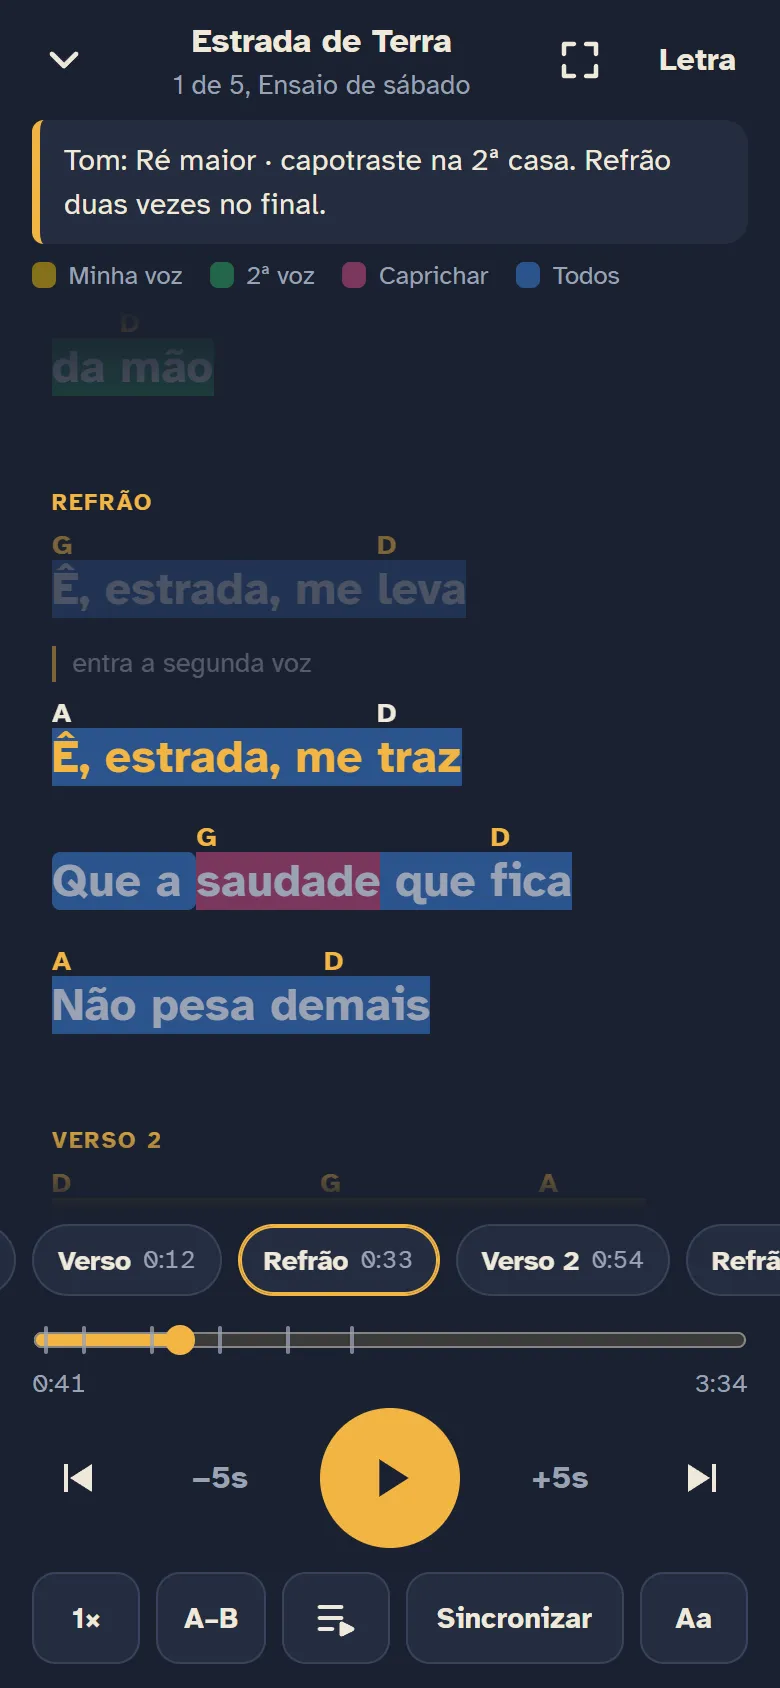 Estrada de Terra
1 de 5, Ensaio de sábado
Letra
Tom: Ré maior · capotraste na 2ª casa. Refrão
duas vezes no final.
Minha voz 2ª voz Caprichar Todos
D
da mão
REFRÃO
G D
Ê, estrada, me leva
entra a segunda voz
A D
Ê, estrada, me traz
G D
Que a saudade que fica
A D
Não pesa demais
VERSO 2
D G A
Verso 0:12 Refrão 0:33 Verso 2 0:54 Refrã
0:41 3:34
−5s +5s
1× A–B Sincronizar Aa